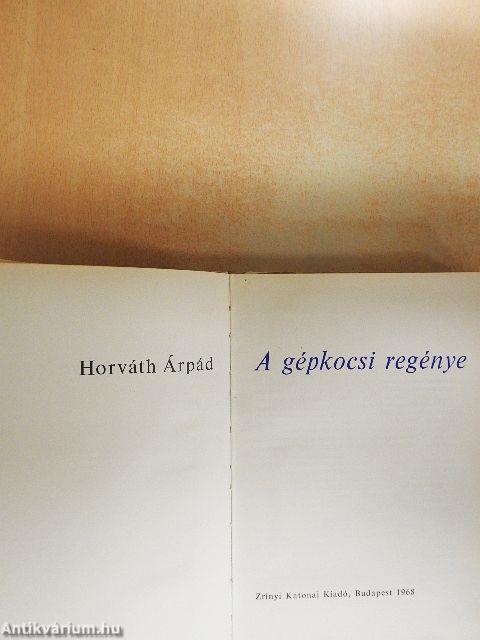 Horváth Árpád
A gépkocsi regénye
Zrínyi Katonai Kiadó, Budapest 1968
Antikvárium.hu